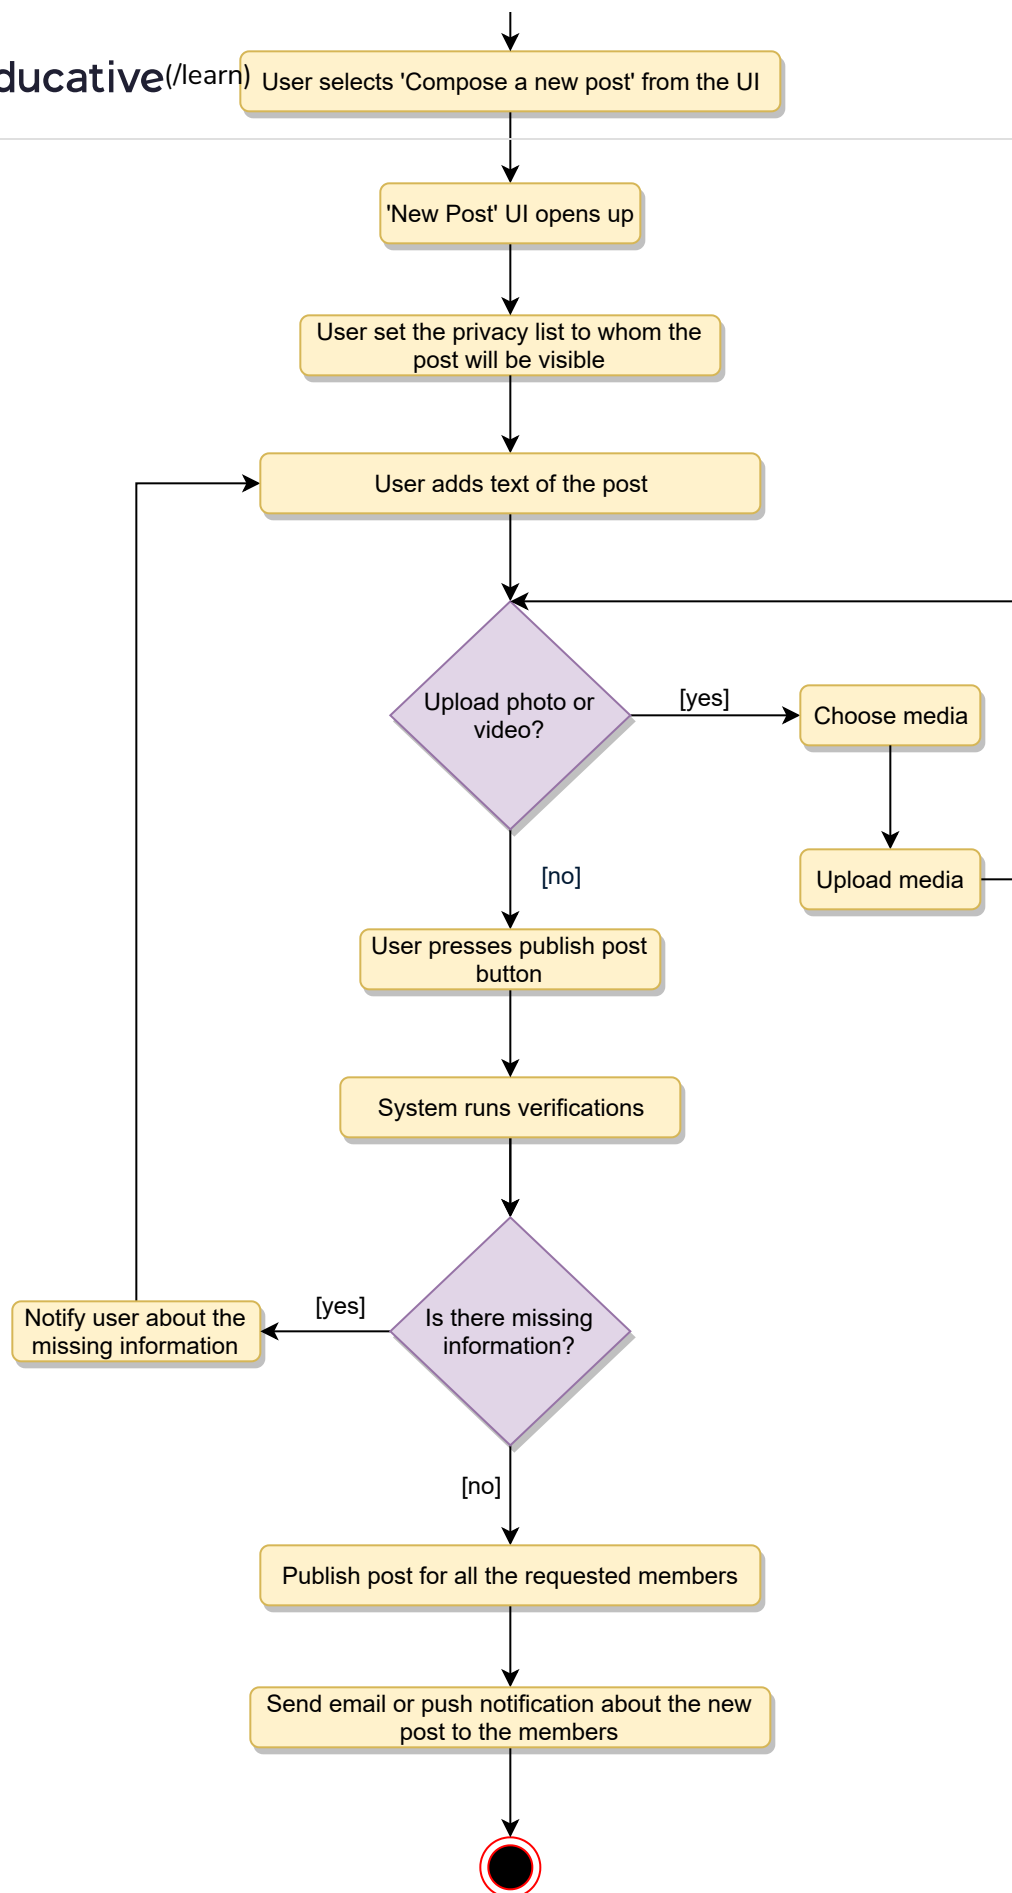 ducative(/learn)
User selects 'Compose a new post' from the UI
'New Post' UI opens up
User set the privacy list to whom the
post will be visible
User adds text of the post
Upload photo or
video?
[yes]
Choose media
Upload media
[no]
User presses publish post
button
System runs verifications
Is there missing
information?
[yes]
Notify user about the
missing information
[no]
Publish post for all the requested members
Send email or push notification about the new
post to the members